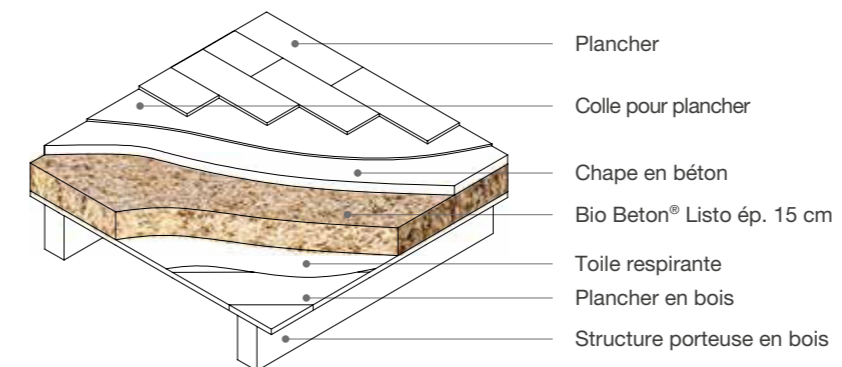 Plancher
Colle pour plancher
Chape en béton
Bio Beton® Listo ép. 15 cm
Toile respirante
Plancher en bois
Structure porteuse en bois